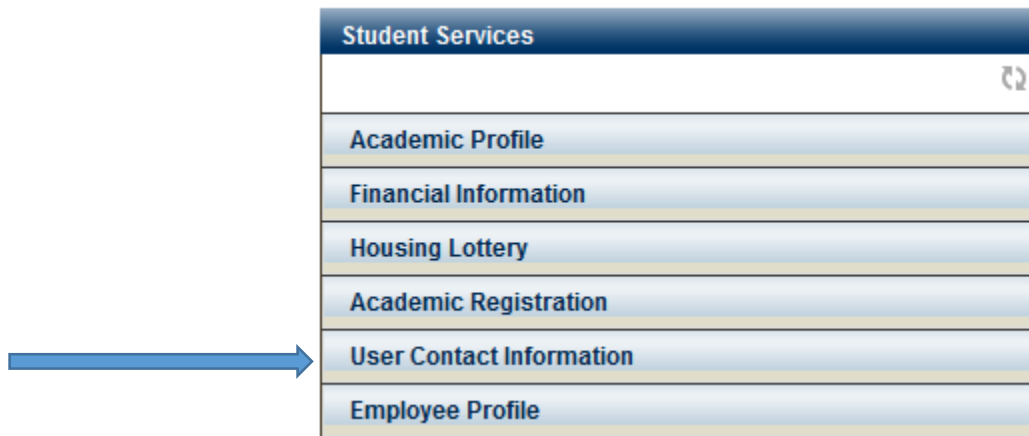 Student Services
Academic Profile
Financial Information
Housing Lottery
Academic Registration
User Contact Information
Employee Profile